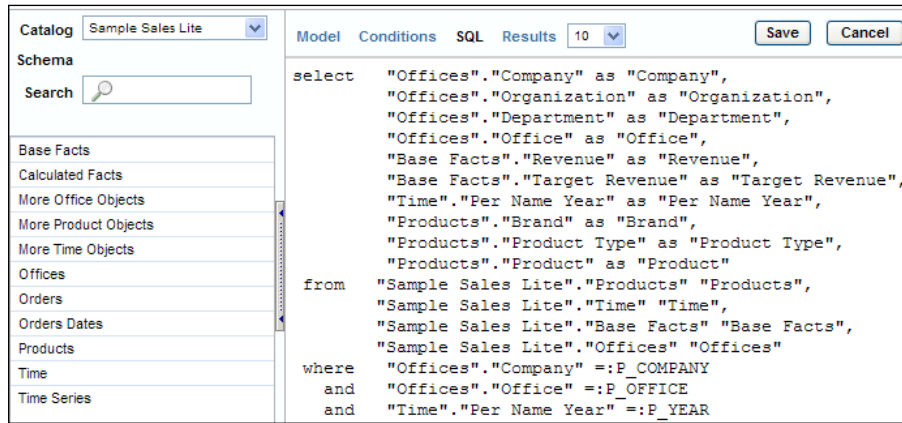 Catalog Sample Sales Lite
Schema
Search
Base Facts
Calculated Facts
More Office Objects
More Product Objects
More Time Objects
Offices
Orders
Orders Dates
Products
Time
Time Series
Model Conditions SQL Results 10 Save Cancel
select "Offices"."Company" as "Company",
"Offices"."Organization" as "Organization",
"Offices"."Department" as "Department",
"Offices"."Office" as "Office",
"Base Facts"."Revenue" as "Revenue",
"Base Facts"."Target Revenue" as "Target Revenue",
"Time"."Per Name Year" as "Per Name Year",
"Products"."Brand" as "Brand",
"Products"."Product Type" as "Product Type",
"Products"."Product" as "Product"
from "Sample Sales Lite"."Products" "Products",
"Sample Sales Lite"."Time" "Time",
"Sample Sales Lite"."Base Facts" "Base Facts",
"Sample Sales Lite"."Offices" "Offices"
where "Offices"."Company" =:P_COMPANY
and "Offices"."Office" =:P_OFFICE
and "Time"."Per Name Year" =:P_YEAR